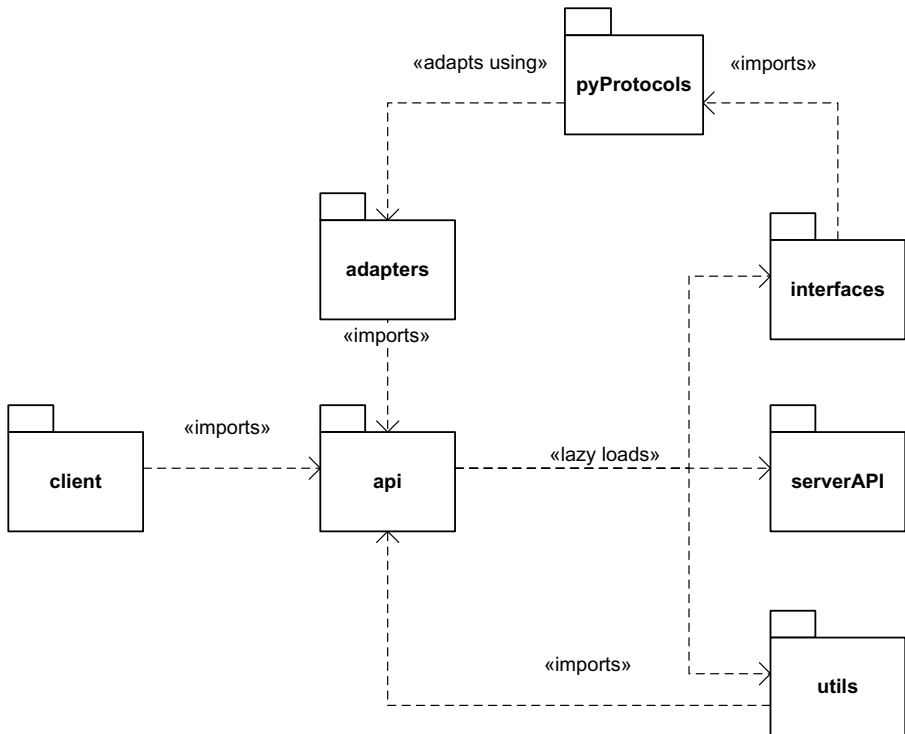 «adapts using»
«imports»
pyProtocols
adapters
interfaces
«imports»
«imports»
«lazy loads»
client
api
serverAPI
«imports»
utils